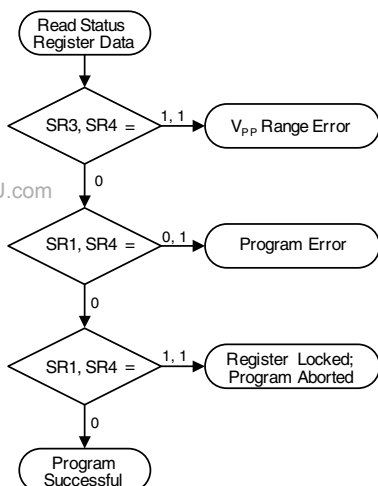 Read Status
Register Data
SR3, SR4 =
1, 1
VPP Range Error
0
J.com
SR1, SR4 =
0, 1
Program Error
0
SR1, SR4 =
1, 1
Register Locked;
Program Aborted
0
Program
Successful